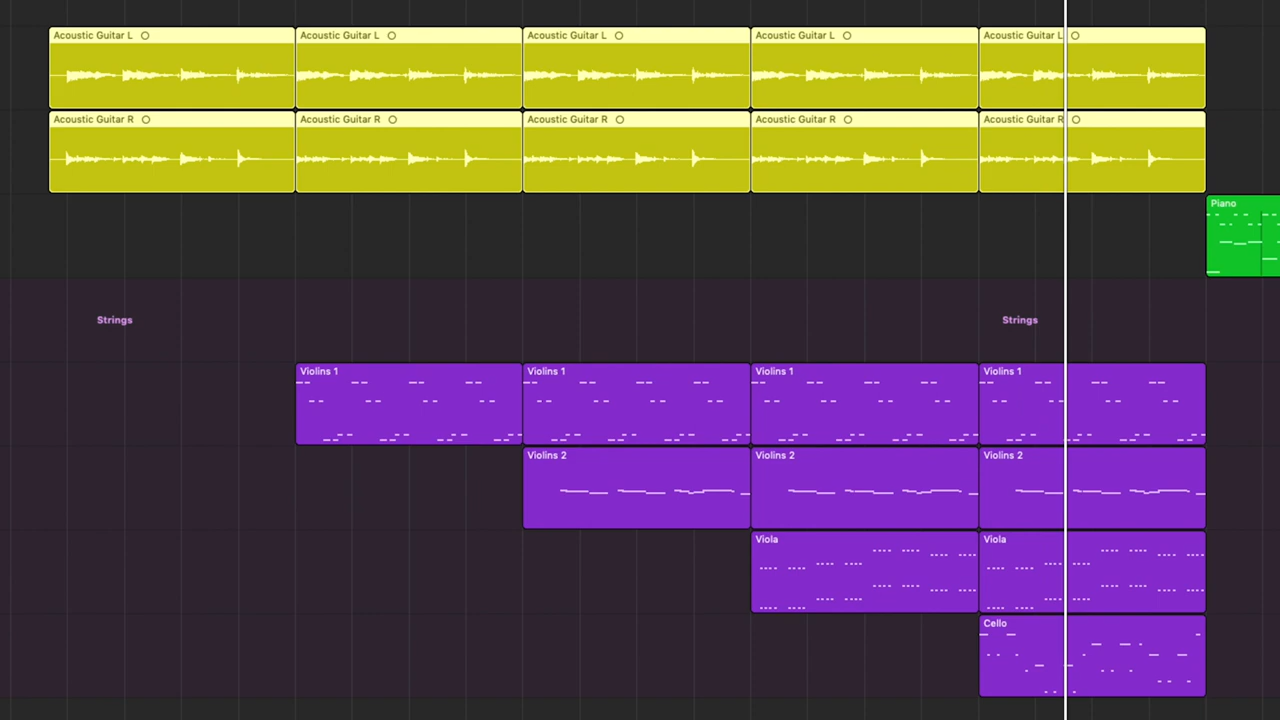 Acoustic Guitar L Acoustic Guitar L Acoustic Guitar L Acoustic Guitar L Acoustic Guitar L
Acoustic Guitar R Acoustic Guitar R Acoustic Guitar R Acoustic Guitar R Acoustic Guitar R
Piano
Strings Strings
Violins 1 Violins 1 Violins 1 Violins 1
Violins 2 Violins 2 Violins 2
Viola Viola
Cello